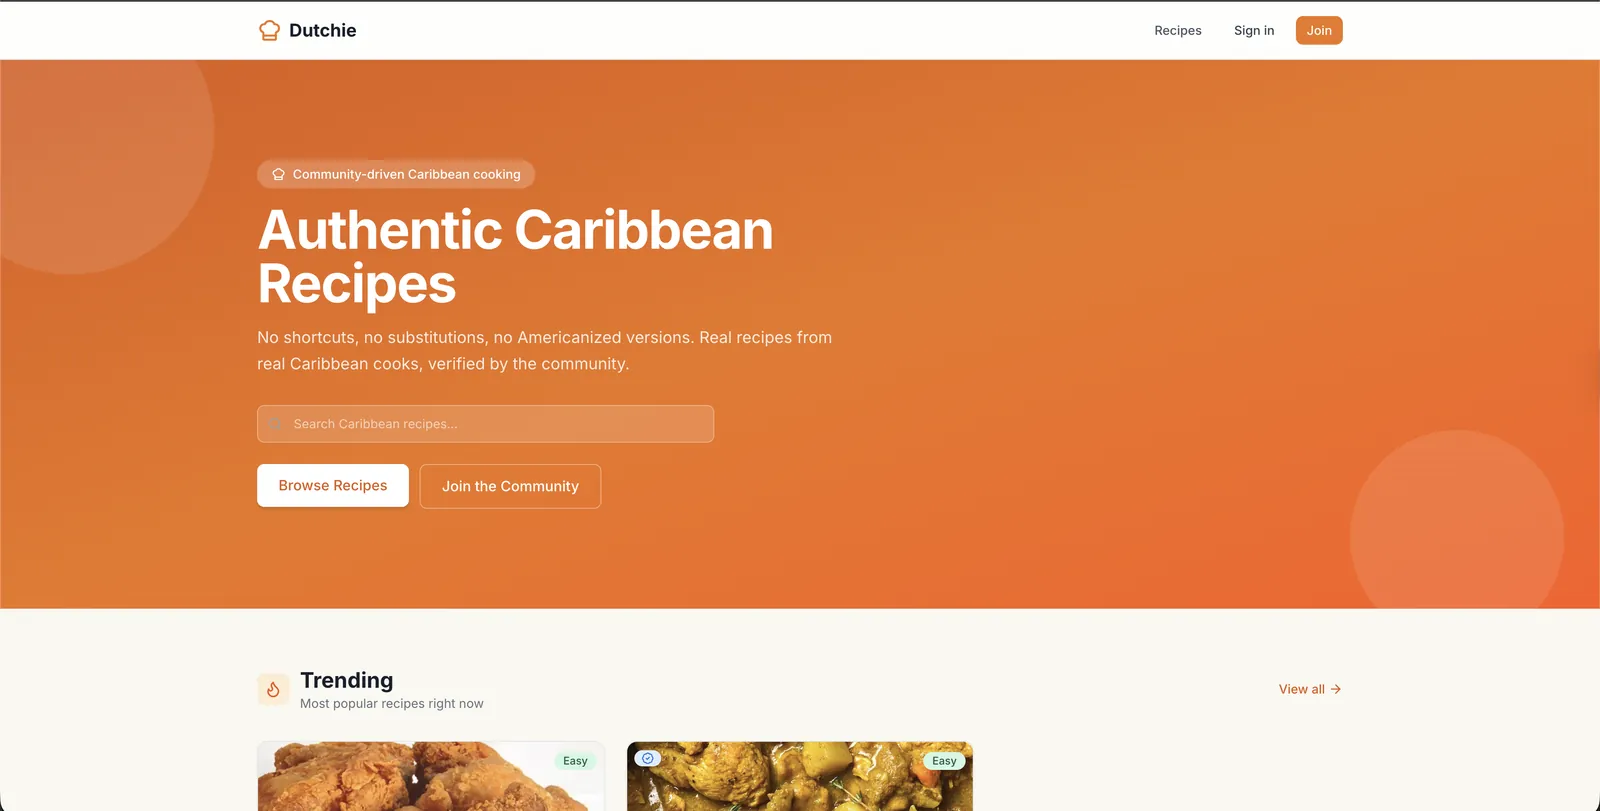 Dutchie
Recipes
Sign in
Join
Community-driven Caribbean cooking
Authentic Caribbean
Recipes
No shortcuts, no substitutions, no Americanized versions. Real recipes from
real Caribbean cooks, verified by the community.
Search Caribbean recipes...
Browse Recipes
Join the Community
Trending
Most popular recipes right now
View all
Easy
Easy